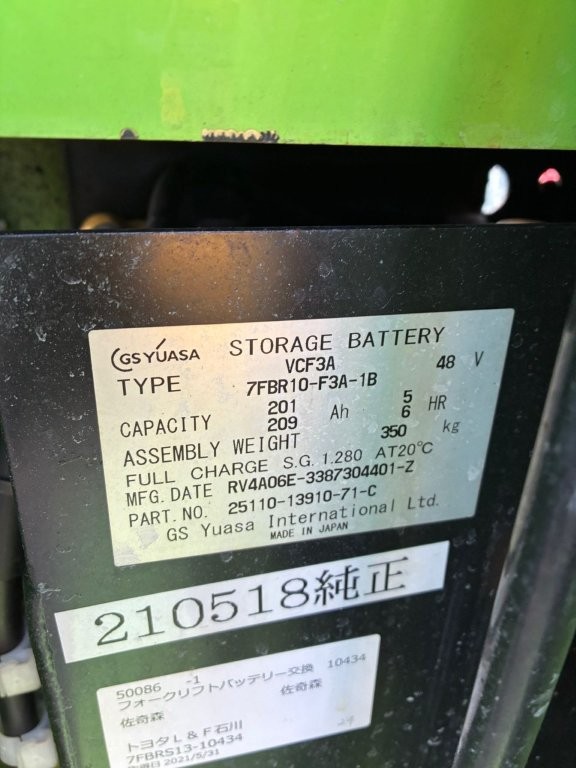 GS YUASA STORAGE BATTERY
VCF3A 48 V
TYPE 7FBR10-F3A-1B
201 5
CAPACITY Ah HR
209 6
ASSEMBLY WEIGHT 350 kg
FULL CHARGE S.G. 1.280 AT20℃
MFG. DATE RV4A06E-3387304401-Z
PART. NO. 25110-13910-71-C
GS Yuasa International Ltd.
MADE IN JAPAN
210518純正
50086 -1
フォークリフトバッテリー交換 10434
佐奇森 佐奇森
トヨタL&F石川
7FBRS13-10434
2021/5/31